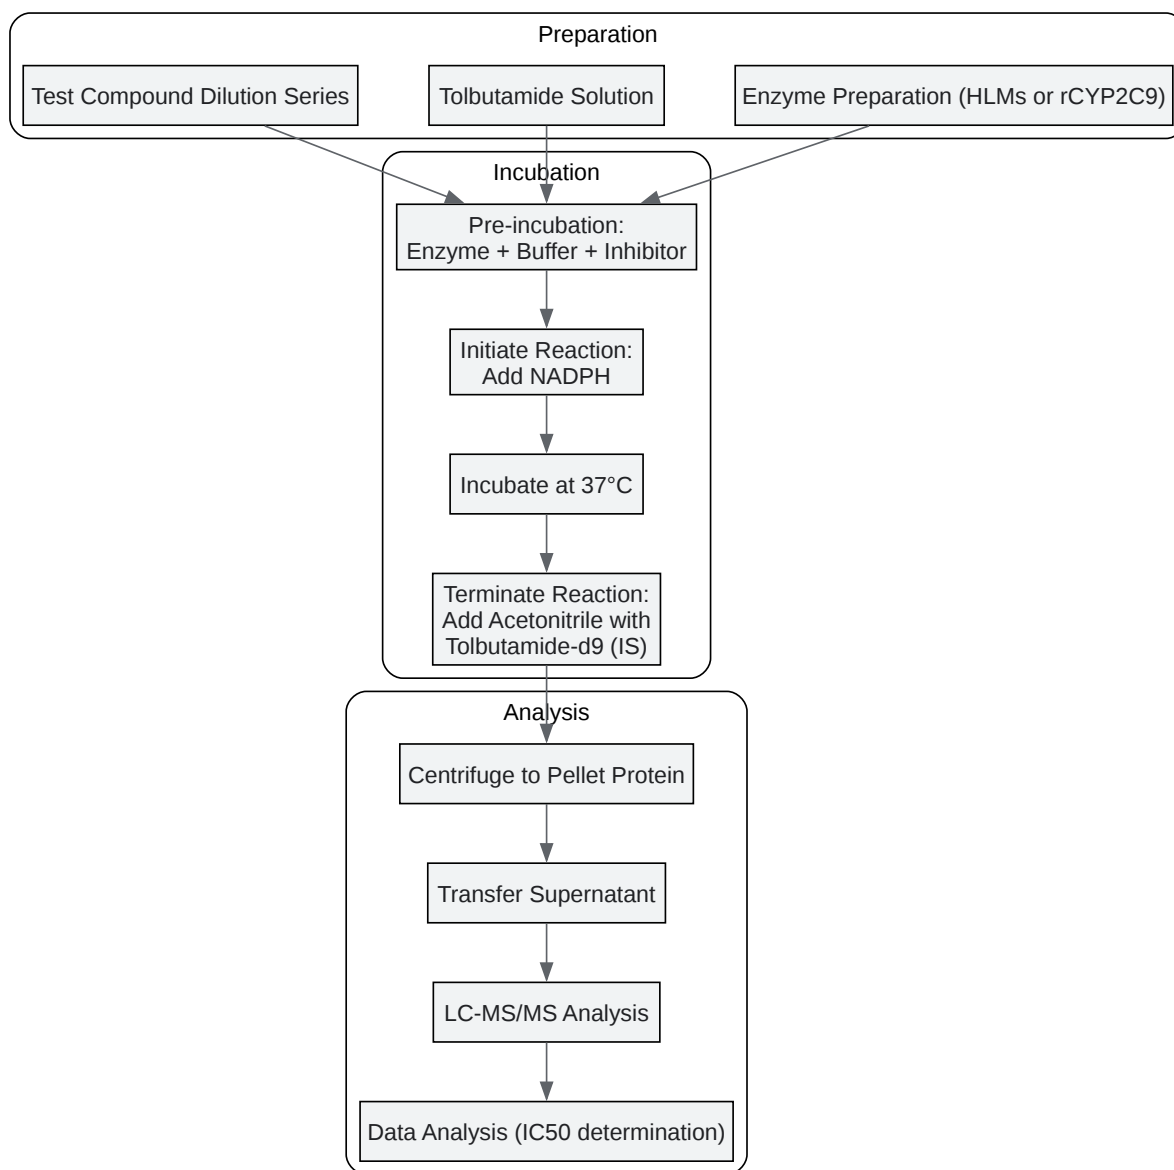 Preparation
Test Compound Dilution Series
Tolbutamide Solution
Enzyme Preparation (HLMs or rCYP2C9)
Incubation
Pre-incubation:
Enzyme + Buffer + Inhibitor
Initiate Reaction:
Add NADPH
Incubate at 37°C
Terminate Reaction:
Add Acetonitrile with
Tolbutamide-d9 (IS)
Analysis
Centrifuge to Pellet Protein
Transfer Supernatant
LC-MS/MS Analysis
Data Analysis (IC50 determination)